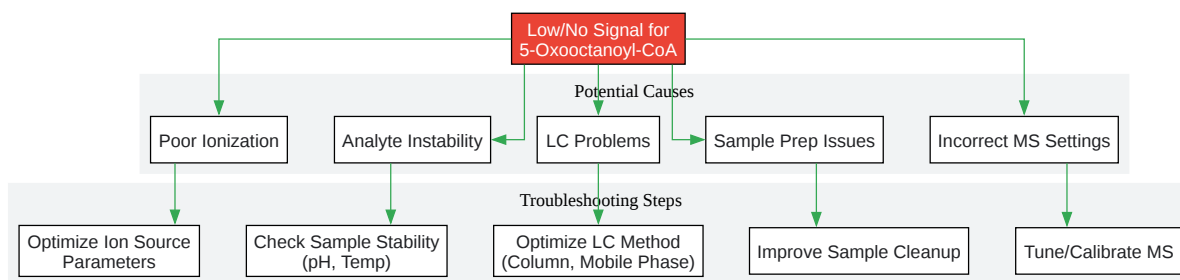 Low/No Signal for
5-Oxooctanoyl-CoA
Potential Causes
Poor Ionization
Analyte Instability
LC Problems
Sample Prep Issues
Incorrect MS Settings
Troubleshooting Steps
Optimize Ion Source
Parameters
Check Sample Stability
(pH, Temp)
Optimize LC Method
(Column, Mobile Phase)
Improve Sample Cleanup
Tune/Calibrate MS